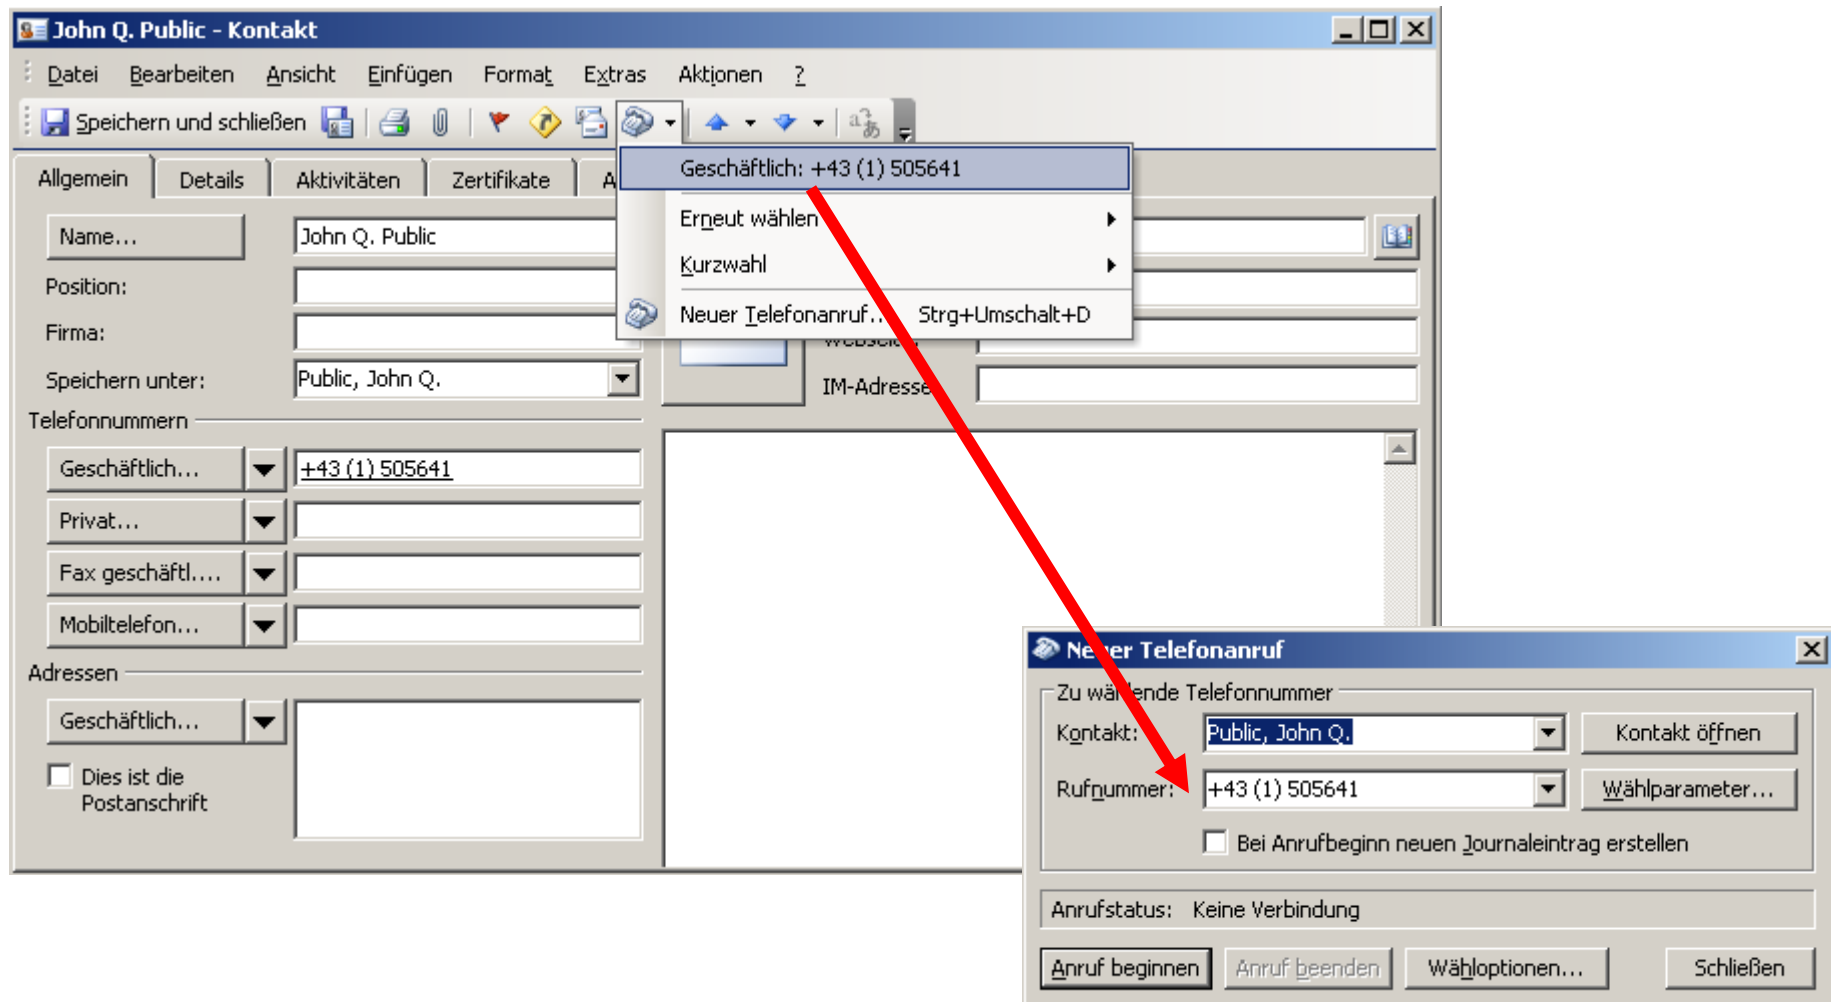 John Q. Public - Kontakt
Datei Bearbeiten Ansicht Einfügen Format Extras Aktionen ?
Speichern und schließen
Geschäftlich: +43 (1) 505641
Erneut wählen
Kurzwahl
Neuer Telefonanruf... Strg+Umschalt+D
Allgemein Details Aktivitäten Zertifikate A
Name... John Q. Public
Position:
Firma:
Speichern unter: Public, John Q.
IM-Adresse
Telefonnummern
Geschäftlich... +43 (1) 505641
Privat...
Fax geschäftl....
Mobiltelefon...
Adressen
Geschäftlich...
Dies ist die
Postanschrift
Neuer Telefonanruf
Zu wählende Telefonnummer
Kontakt: Public, John Q. Kontakt öffnen
Rufnummer: +43 (1) 505641 Wählparameter...
Bei Anrufbeginn neuen Journaleintrag erstellen
Anrufstatus: Keine Verbindung
Anruf beginnen Anruf beenden Wähloptionen... Schließen